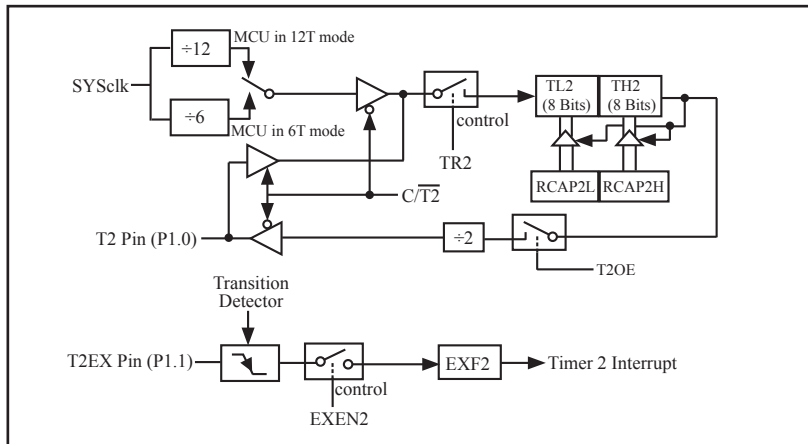 ÷12
MCU in 12T mode
SYSclk
÷6
MCU in 6T mode
control
TR2
TL2
(8 Bits)
TH2
(8 Bits)
RCAP2L
RCAP2H
C/T2
T2 Pin (P1.0)
÷2
T2OE
Transition
Detector
T2EX Pin (P1.1)
control
EXEN2
EXF2
Timer 2 Interrupt